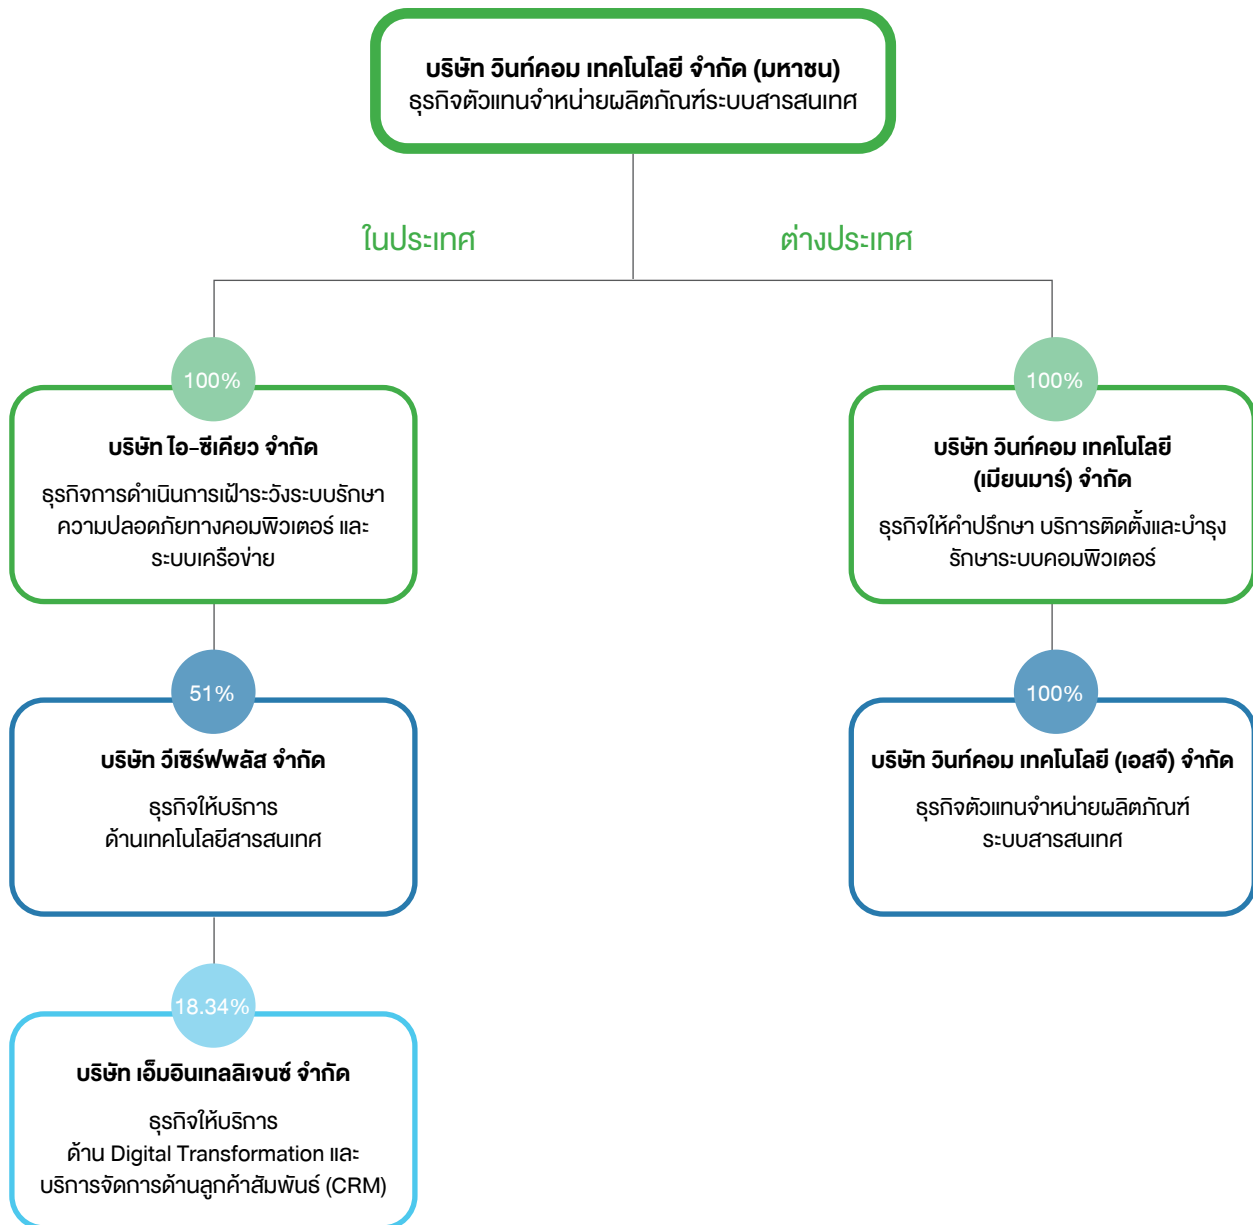 บริษัท วินท์คอม เทคโนโลยี จำกัด (มหาชน)
ธุรกิจตัวแทนจำหน่ายผลิตภัณฑ์ระบบสารสนเทศ
ในประเทศ
ต่างประเทศ
100%
บริษัท ไอ-ซีเคียว จำกัด
ธุรกิจการดำเนินการเฝ้าระวังระบบรักษา
ความปลอดภัยทางคอมพิวเตอร์ และ
ระบบเครือข่าย
100%
บริษัท วินท์คอม เทคโนโลยี
(เมียนมาร์) จำกัด
ธุรกิจให้คำปรึกษา บริการติดตั้งและบำรุง
รักษาระบบคอมพิวเตอร์
51%
บริษัท วีเซิร์ฟพลัส จำกัด
ธุรกิจให้บริการ
ด้านเทคโนโลยีสารสนเทศ
100%
บริษัท วินท์คอม เทคโนโลยี (เอสจี) จำกัด
ธุรกิจตัวแทนจำหน่ายผลิตภัณฑ์
ระบบสารสนเทศ
18.34%
บริษัท เอ็มอินเทลลิเจนซ์ จำกัด
ธุรกิจให้บริการ
ด้าน Digital Transformation และ
บริการจัดการด้านลูกค้าสัมพันธ์ (CRM)